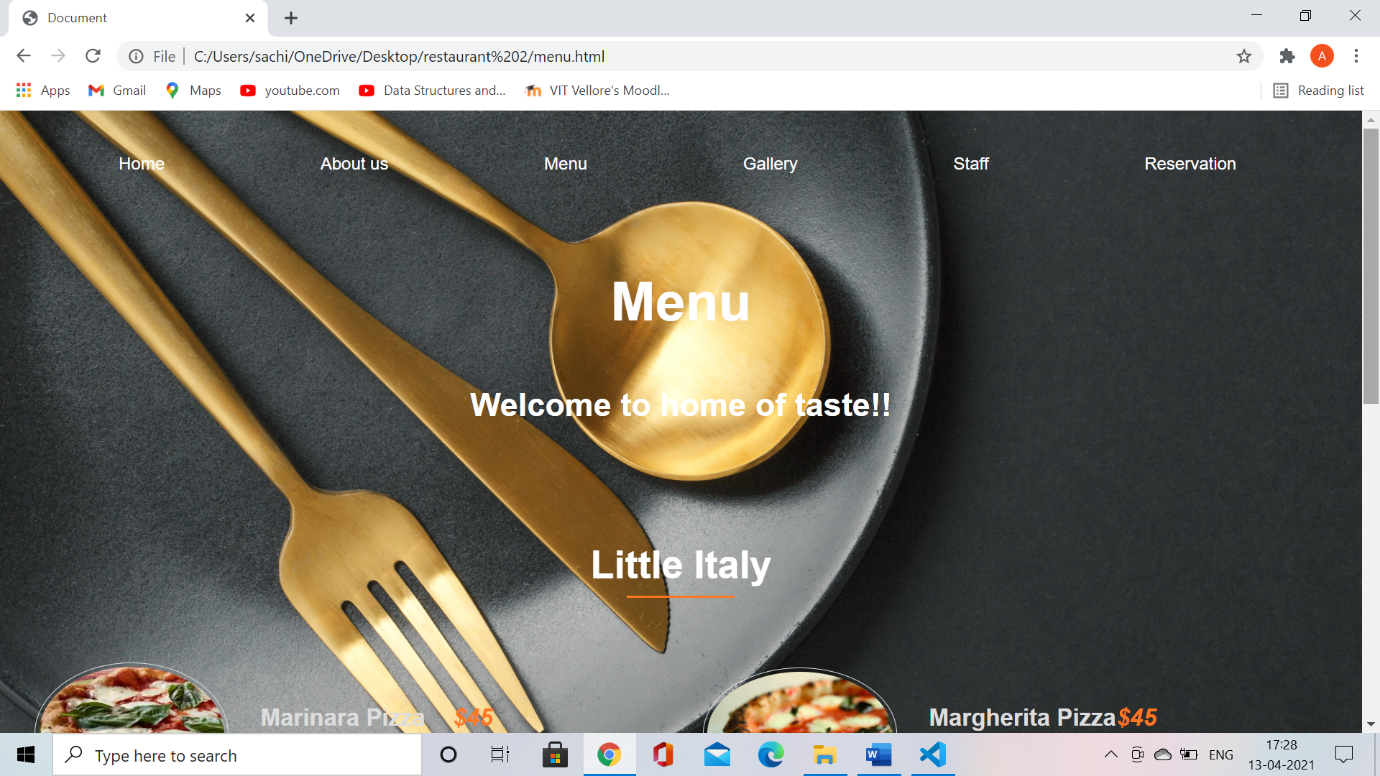 Document
File C:/Users/sachi/OneDrive/Desktop/restaurant%202/menu.html A
Apps Gmail Maps youtube.com Data Structures and... VIT Vellore's Moodl... Reading list
Home About us Menu Gallery Staff Reservation
Menu
Welcome to home of taste!!
Little Italy
Marinara Pizza $45 Margherita Pizza$45
Type here to search W ENG 17:28
13-04-2021